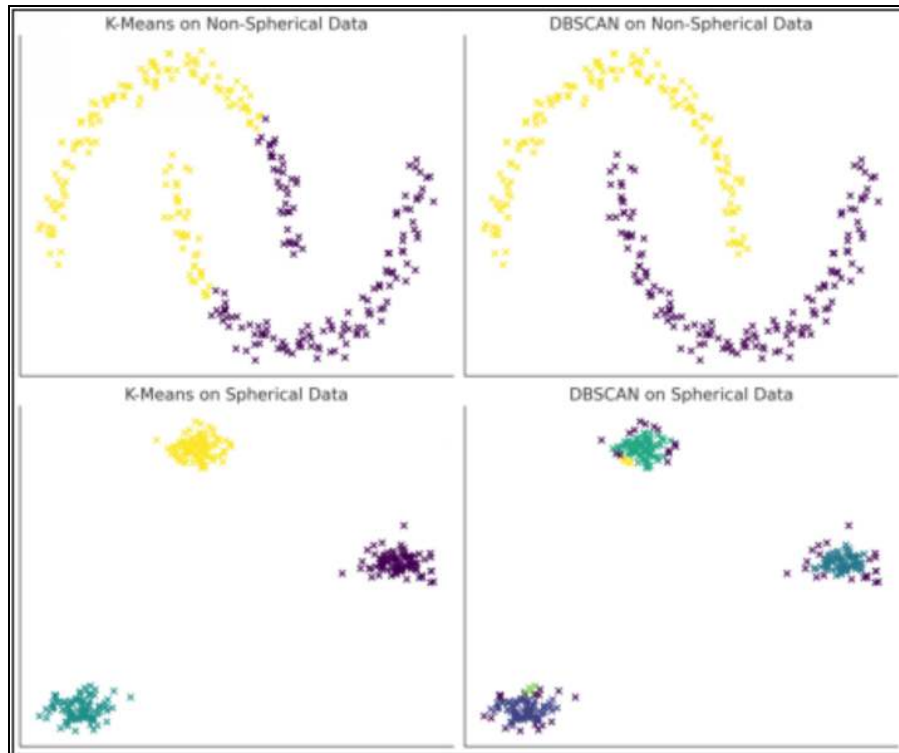 K-Means on Non-Spherical Data
DBSCAN on Non-Spherical Data
K-Means on Spherical Data
DBSCAN on Spherical Data